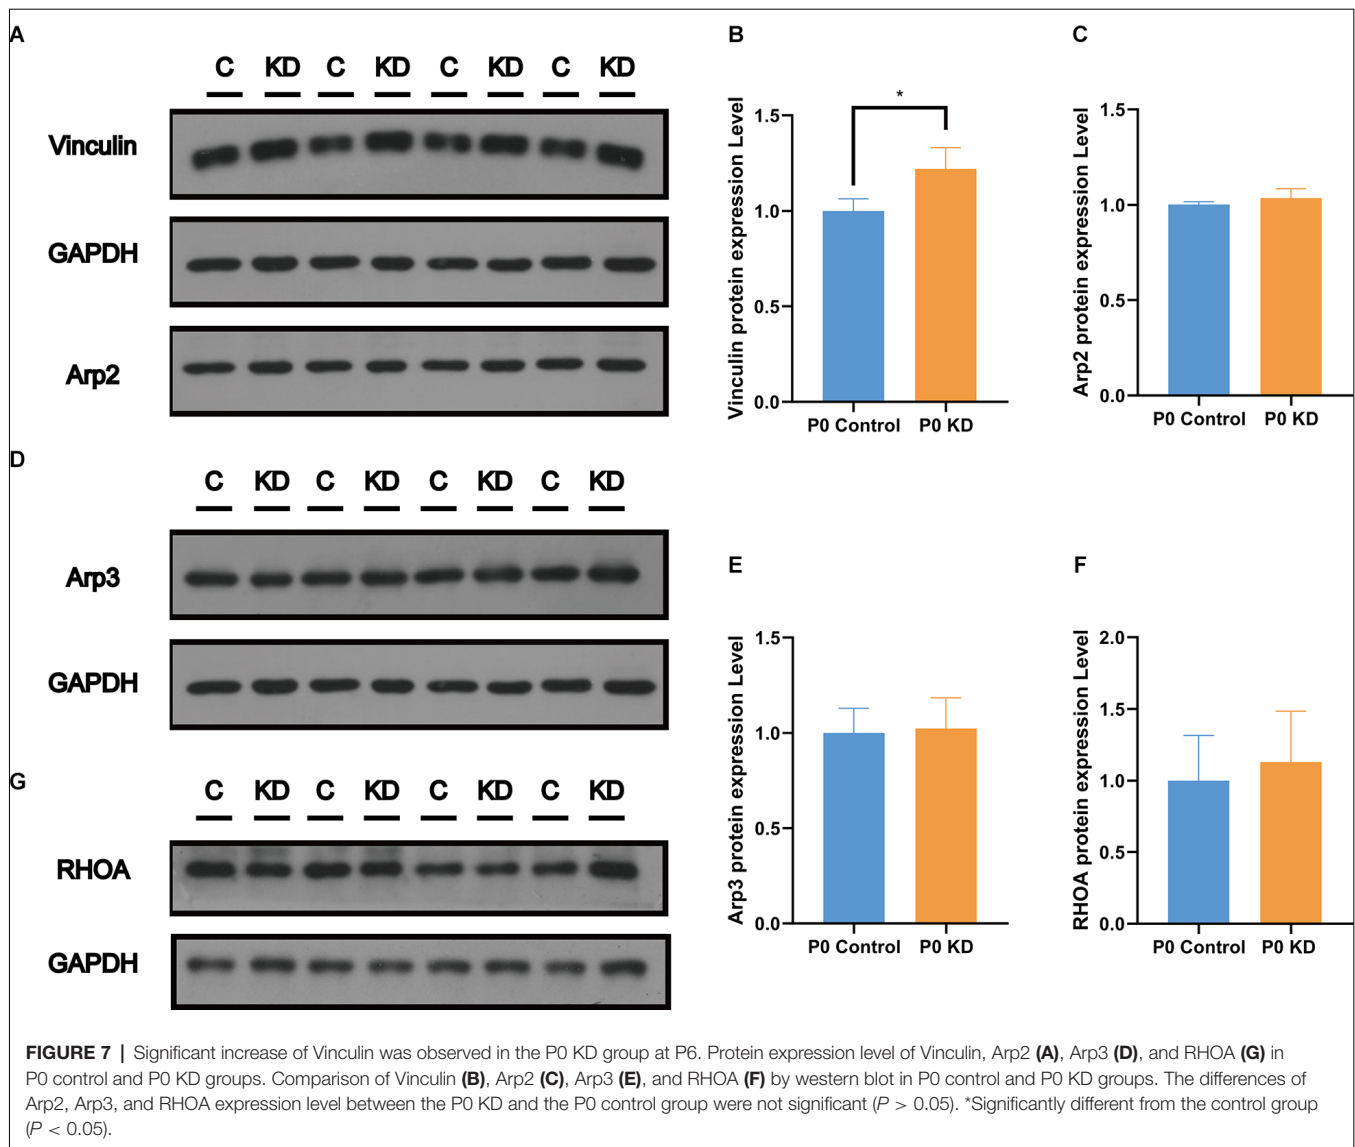 A
C KD C KD C KD C KD
Vinculin
GAPDH
Arp2
B
*
Vinculin protein expression Level
1.5
1.0
0.5
0.0
P0 Control P0 KD
C
Arp2 protein expression Level
1.5
1.0
0.5
0.0
P0 Control P0 KD
D
C KD C KD C KD C KD
Arp3
GAPDH
E
Arp3 protein expression Level
1.5
1.0
0.5
0.0
P0 Control P0 KD
F
RHOA protein expression Level
2.0
1.5
1.0
0.5
0.0
P0 Control P0 KD
G
C KD C KD C KD C KD
RHOA
GAPDH
FIGURE 7 | Significant increase of Vinculin was observed in the P0 KD group at P6. Protein expression level of Vinculin, Arp2 (A), Arp3 (D), and RHOA (G) in
P0 control and P0 KD groups. Comparison of Vinculin (B), Arp2 (C), Arp3 (E), and RHOA (F) by western blot in P0 control and P0 KD groups. The differences of
Arp2, Arp3, and RHOA expression level between the P0 KD and the P0 control group were not significant (P > 0.05). *Significantly different from the control group
(P < 0.05).